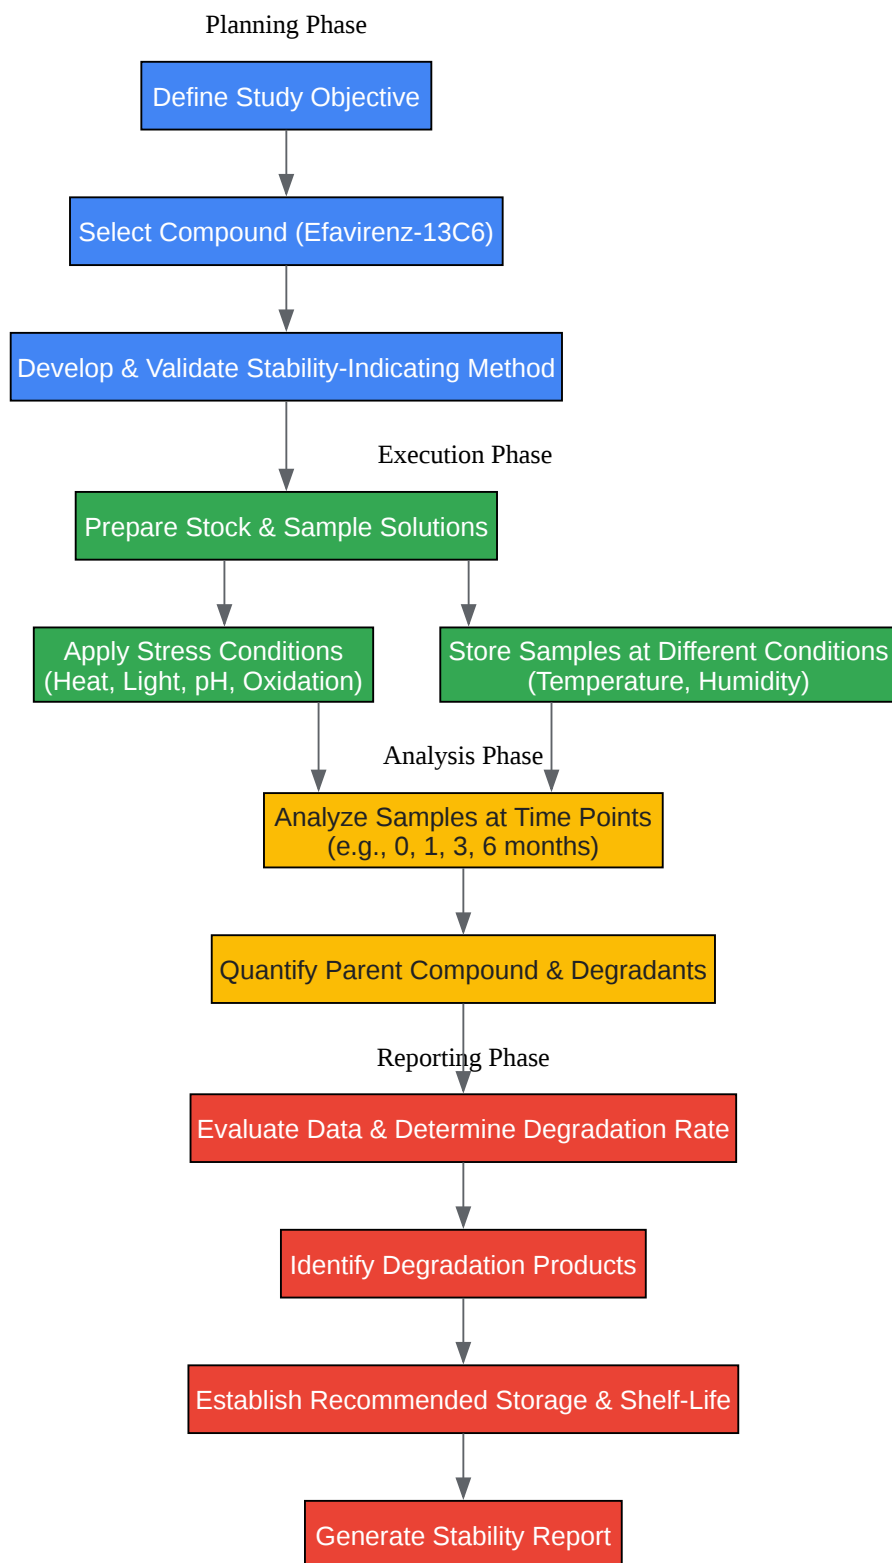 Planning Phase
Define Study Objective
Select Compound (Efavirenz-13C6)
Develop & Validate Stability-Indicating Method
Execution Phase
Prepare Stock & Sample Solutions
Apply Stress Conditions
(Heat, Light, pH, Oxidation)
Store Samples at Different Conditions
(Temperature, Humidity)
Analysis Phase
Analyze Samples at Time Points
(e.g., 0, 1, 3, 6 months)
Quantify Parent Compound & Degradants
Reporting Phase
Evaluate Data & Determine Degradation Rate
Identify Degradation Products
Establish Recommended Storage & Shelf-Life
Generate Stability Report